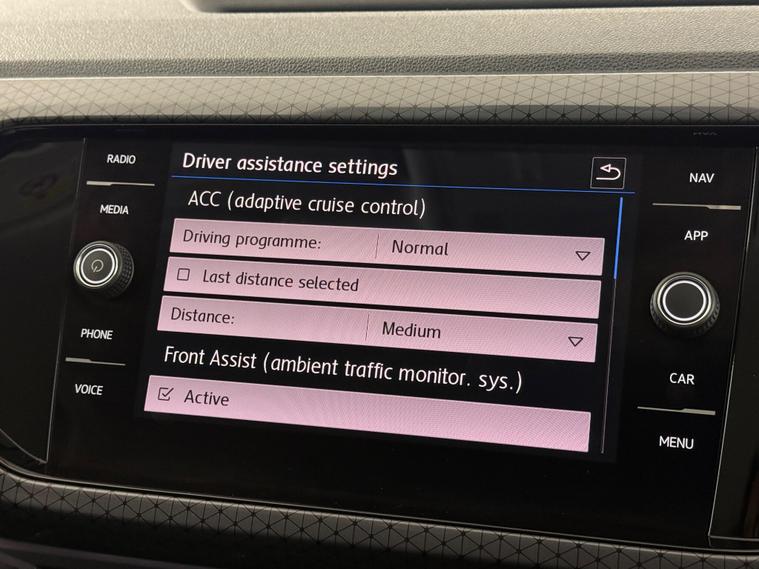 RADIO
MEDIA
PHONE
VOICE
Driver assistance settings
ACC (adaptive cruise control)
Driving programme: Normal
Last distance selected
Distance: Medium
Front Assist (ambient traffic monitor. sys.)
Active
NAV
APP
CAR
MENU